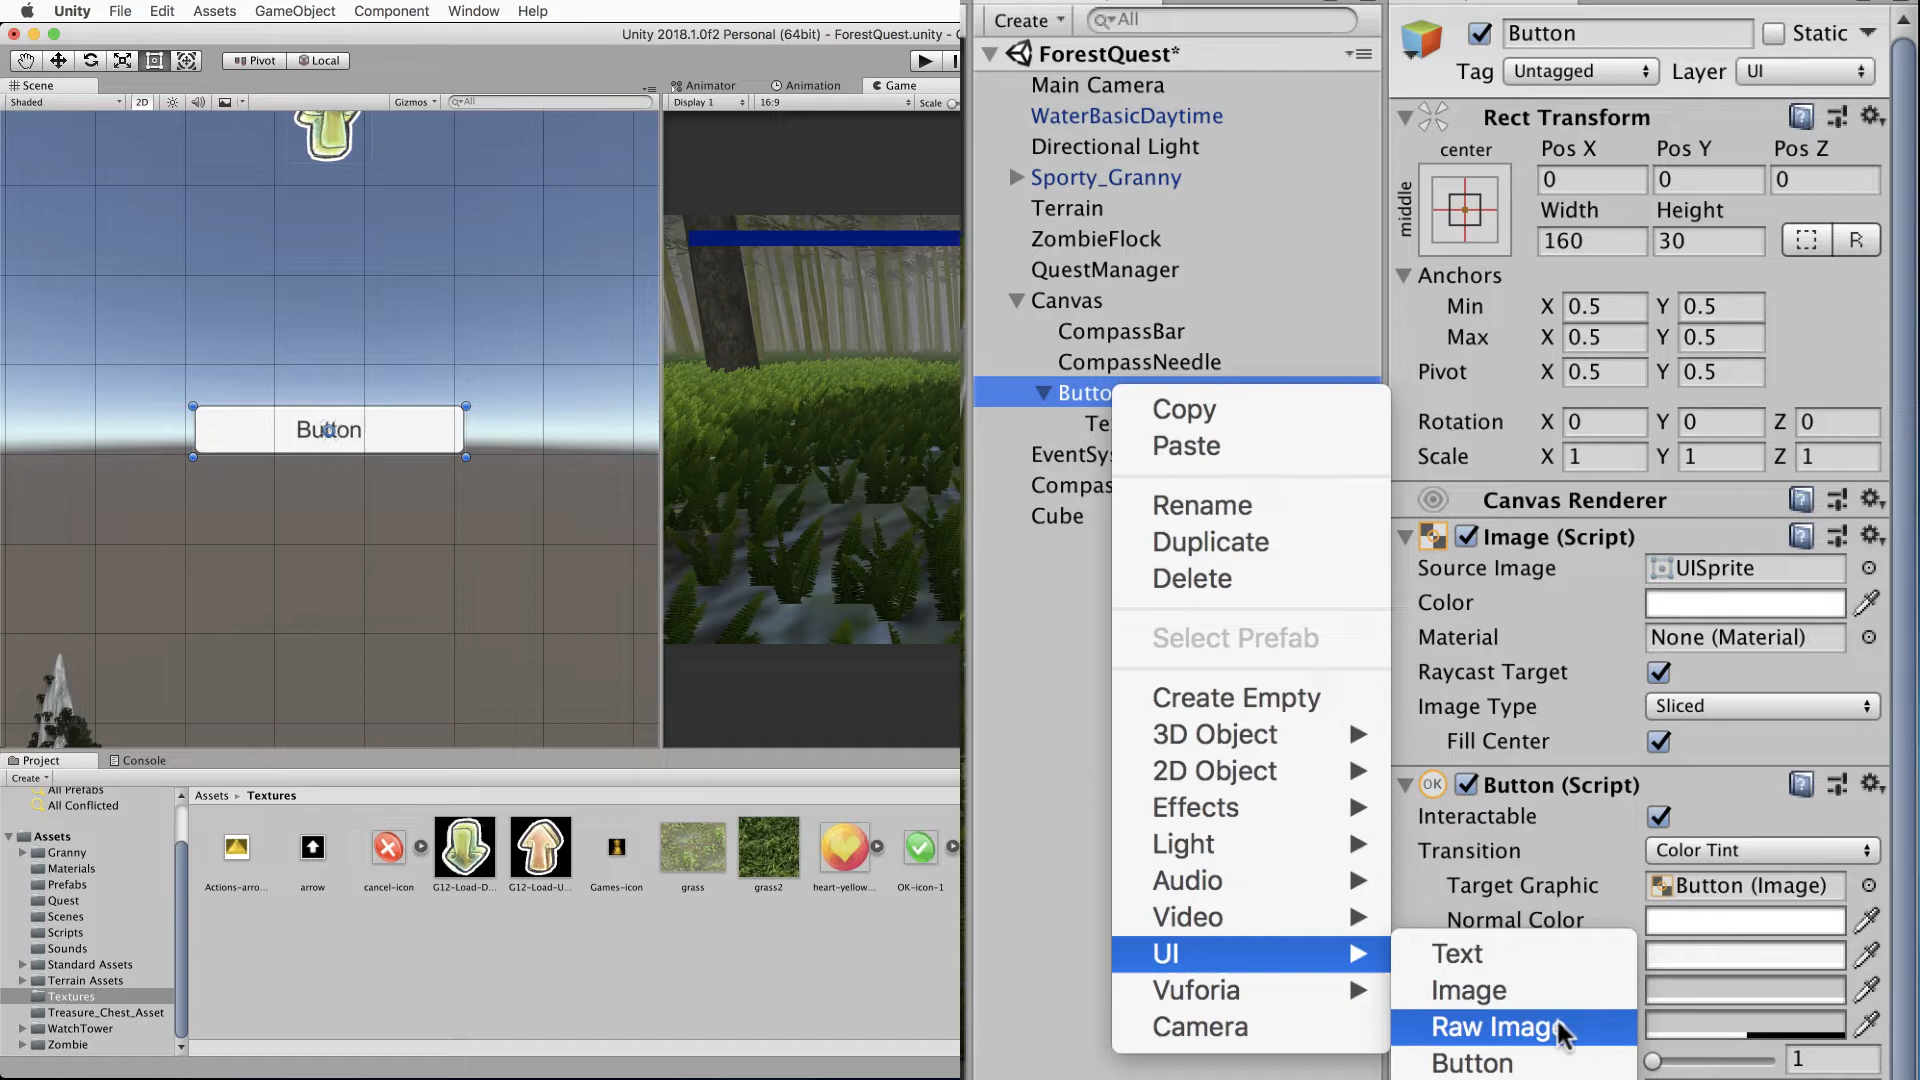 Unity File Edit Assets GameObject Component Window Help
Unity 2018.1.0f2 Personal (64bit) - ForestQuest.unity -
Pivot Local
Scene
Shaded 2D Gizmos All
Animator Animation Game
Display 1 16:9 Scale
Button
Project Console
Create
All Prefabs
All Conflicted
Assets
Granny
Materials
Prefabs
Quest
Scenes
Scripts
Sounds
Standard Assets
Terrain Assets
Textures
Treasure_Chest_Asset
WatchTower
Zombie
Assets Textures
Actions-arro... arrow cancel-icon G12-Load-D... G12-Load-U... Games-icon grass grass2 heart-yellow... OK-icon-1
Create All
ForestQuest*
Main Camera
WaterBasicDaytime
Directional Light
Sporty_Granny
Terrain
ZombieFlock
QuestManager
Canvas
CompassBar
CompassNeedle
Butto
Te
EventSy
Compas
Cube
Copy
Paste
Rename
Duplicate
Delete
Select Prefab
Create Empty
3D Object
2D Object
Effects
Light
Audio
Video
UI
Vuforia
Camera
Text
Image
Raw Image
Button
Button Static
Tag Untagged Layer UI
Rect Transform
center Pos X Pos Y Pos Z
middle 0 0 0
Width Height
160 30 R
Anchors
Min X 0.5 Y 0.5
Max X 0.5 Y 0.5
Pivot X 0.5 Y 0.5
Rotation X 0 Y 0 Z 0
Scale X 1 Y 1 Z 1
Canvas Renderer
Image (Script)
Source Image UISprite
Color
Material None (Material)
Raycast Target
Image Type Sliced
Fill Center
OK Button (Script)
Interactable
Transition Color Tint
Target Graphic Button (Image)
Normal Color
1